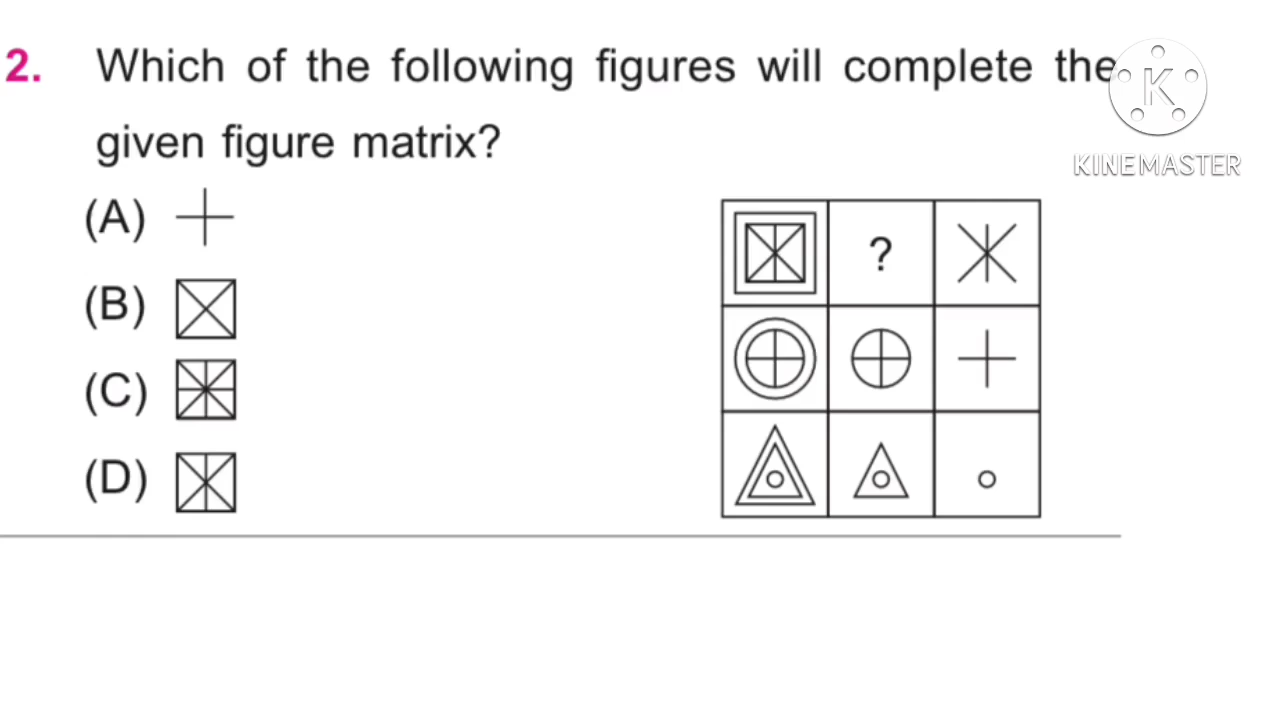 2. Which of the following figures will complete the
given figure matrix?
(A)
(B)
(C)
(D)
?
K
KINEMASTER